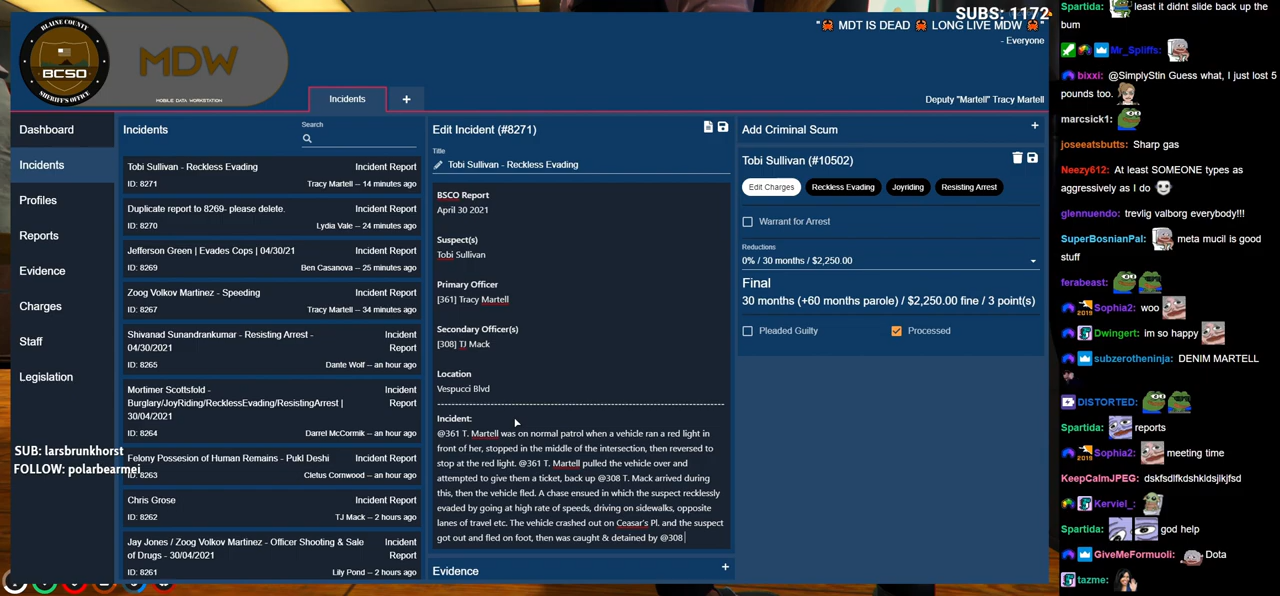 SUBS: 1172
" 🦀 MDT IS DEAD 🦀 LONG LIVE MDW 🦀 "
- Everyone
BLAINE COUNTY
BCSO
SHERIFF'S OFFICE
MDW
MOBILE DATA WORKSTATION
Incidents
+
Deputy "Martell" Tracy Martell
Dashboard
Incidents
Profiles
Reports
Evidence
Charges
Staff
Legislation
SUB: larsbrunkhorst
FOLLOW: polarbearmei
Incidents
Search
Tobi Sullivan - Reckless Evading
Incident Report
ID: 8271
Tracy Martell - 14 minutes ago
Duplicate report to 8269- please delete.
Incident Report
ID: 8270
Lydia Vale - 24 minutes ago
Jefferson Green | Evades Cops | 04/30/21
Incident Report
ID: 8269
Ben Casanova - 25 minutes ago
Zoog Volkov Martinez - Speeding
Incident Report
ID: 8267
Tracy Martell - 34 minutes ago
Shivanad Sunandrankumar - Resisting Arrest -
04/30/2021
Incident
Report
ID: 8265
Dante Wolf - an hour ago
Mortimer Scottsfold -
Burglary/JoyRiding/RecklessEvading/ResistingArrest |
30/04/2021
Incident
Report
ID: 8264
Darrel McCormik - an hour ago
Felony Possesion of Human Remains - Pukl Deshi
Incident Report
ID: 8263
Cletus Cornwood - an hour ago
Chris Grose
Incident Report
ID: 8262
TJ Mack - 2 hours ago
Jay Jones / Zoog Volkov Martinez - Officer Shooting & Sale
of Drugs - 30/04/2021
Incident
Report
ID: 8261
Lily Pond - 2 hours ago
Edit Incident (#8271)
Title
Tobi Sullivan - Reckless Evading
BSCO Report
April 30 2021
Suspect(s)
Tobi Sullivan
Primary Officer
[361] Tracy Martell
Secondary Officer(s)
[308] TJ Mack
Location
Vespucci Blvd
Incident:
@361 T. Martell was on normal patrol when a vehicle ran a red light in
front of her, stopped in the middle of the intersection, then reversed to
stop at the red light. @361 T. Martell pulled the vehicle over and
attempted to give them a ticket, back up @308 T. Mack arrived during
this, then the vehicle fled. A chase ensued in which the suspect recklessly
evaded by going at high rate of speeds, driving on sidewalks, opposite
lanes of travel etc. The vehicle crashed out on Ceasar's Pl. and the suspect
got out and fled on foot, then was caught & detained by @308
Evidence
+
Add Criminal Scum
+
Tobi Sullivan (#10502)
Edit Charges
Reckless Evading
Joyriding
Resisting Arrest
Warrant for Arrest
Reductions
0% / 30 months / $2,250.00
Final
30 months (+60 months parole) / $2,250.00 fine / 3 point(s)
Pleaded Guilty
Processed
Spartida: least it didnt slide back up the
bum
Mr_Spliffs:
bixxi: @SimplyStin Guess what, I just lost 5
pounds too.
marcsick1:
joseeatsbutts: Sharp gas
Neezy612: At least SOMEONE types as
aggressively as I do
glennuendo: trevlig valborg everybody!!!
SuperBosnianPal: meta mucil is good
stuff
ferabeast:
Sophia2: woo
Dwingert: im so happy
subzerotheninja: DENIM MARTELL
DISTORTED:
Spartida: reports
Sophia2: meeting time
KeepCalmJPEG: dskfsdlfkdshkldsjlkjfsd
Kerviel_:
Spartida: god help
GiveMeFormuoli: Dota
tazme: